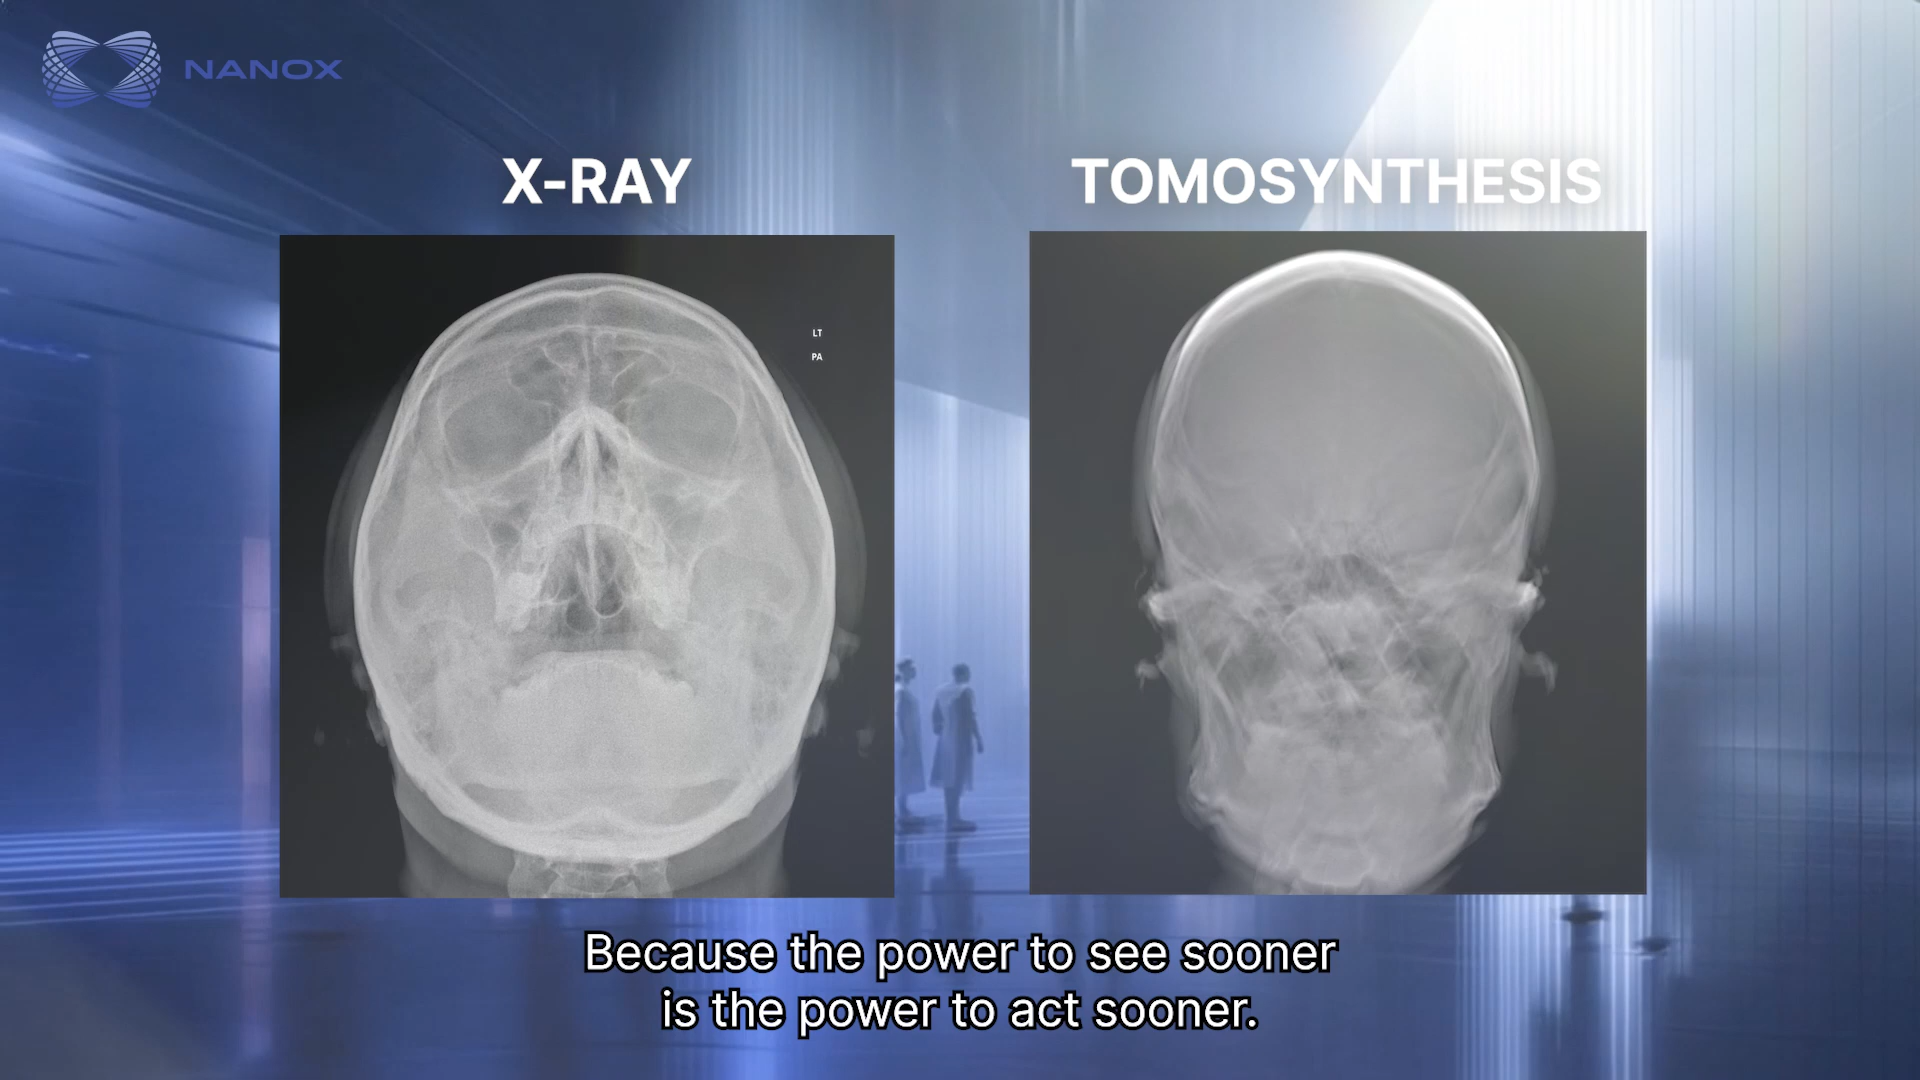 NANOX
X-RAY
TOMOSYNTHESIS
LT
PA
Because the power to see sooner
is the power to act sooner.